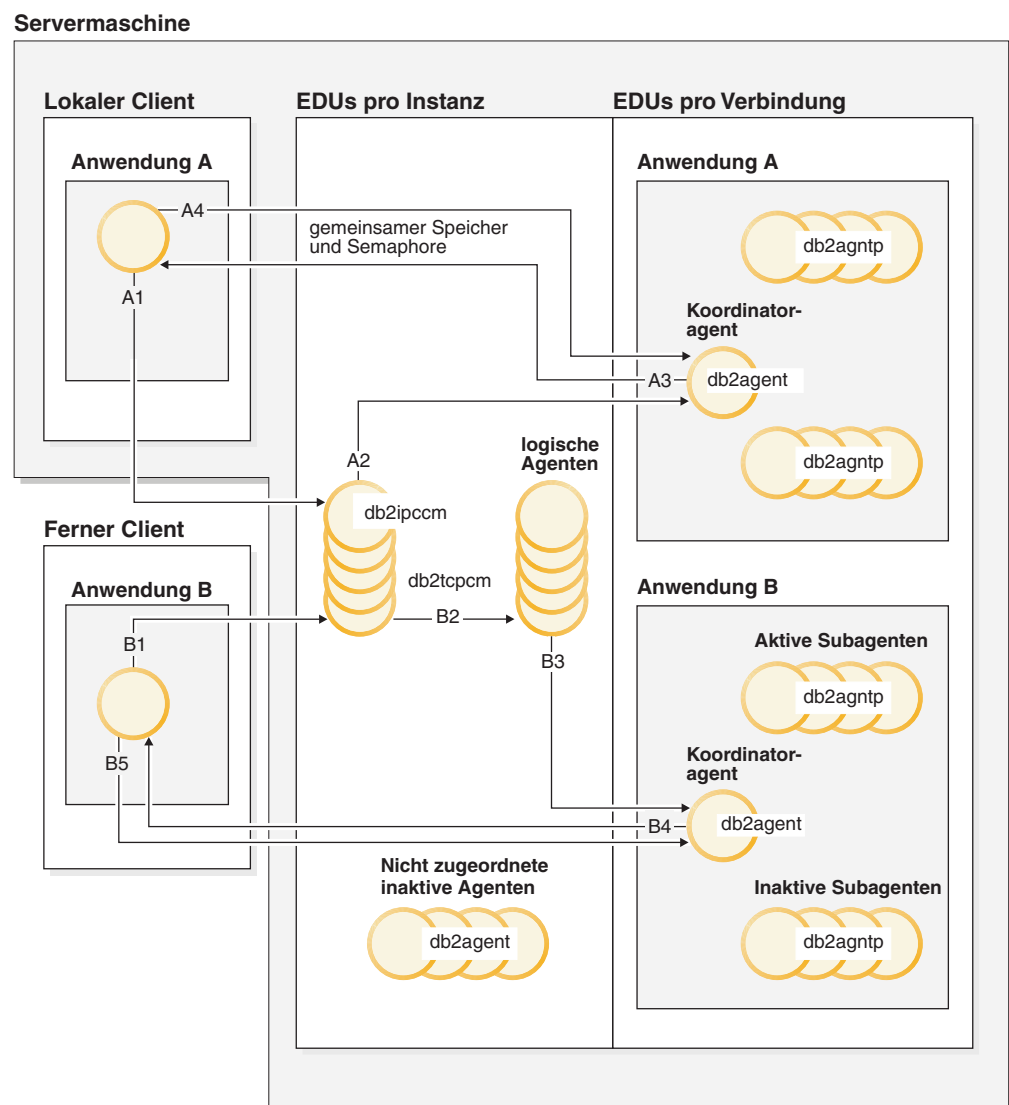 Servermaschine
Lokaler Client
EDUs pro Instanz
EDUs pro Verbindung
Anwendung A
A4
A1
gemeinsamer Speicher
und Semaphore
Anwendung A
db2agntp
Koordinator-
agent
A3
db2agent
db2agntp
A2
logische
Agenten
db2ipccm
db2tcpcm
B2
B3
Ferner Client
Anwendung B
B1
B5
Anwendung B
Aktive Subagenten
db2agntp
Koordinator-
agent
B4
db2agent
Nicht zugeordnete
inaktive Agenten
db2agent
Inaktive Subagenten
db2agntp